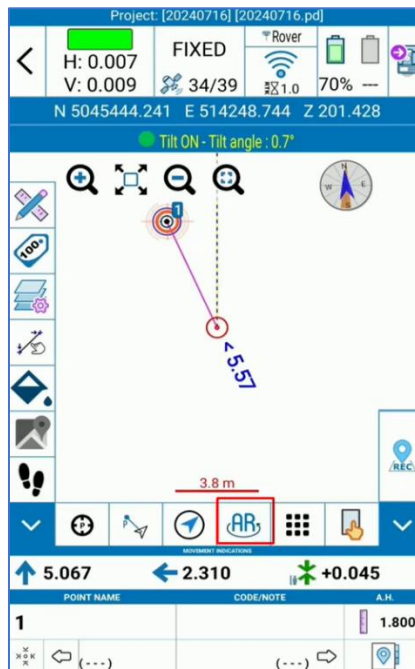 Project: [20240716] [20240716.pd]
H: 0.007
V: 0.009
FIXED
34/39
Rover
1.0
70% ---
N 5045444.241 E 514248.744 Z 201.428
Tilt ON - Tilt angle : 0.7°
N
W E
S
1
100*
< 5.57
REC
3.8 m
P
P
AR
MOVEMENT INDICATIONS
5.067 2.310 +0.045
POINT NAME CODE/NOTE A.H.
1 1.800
(---) (---)